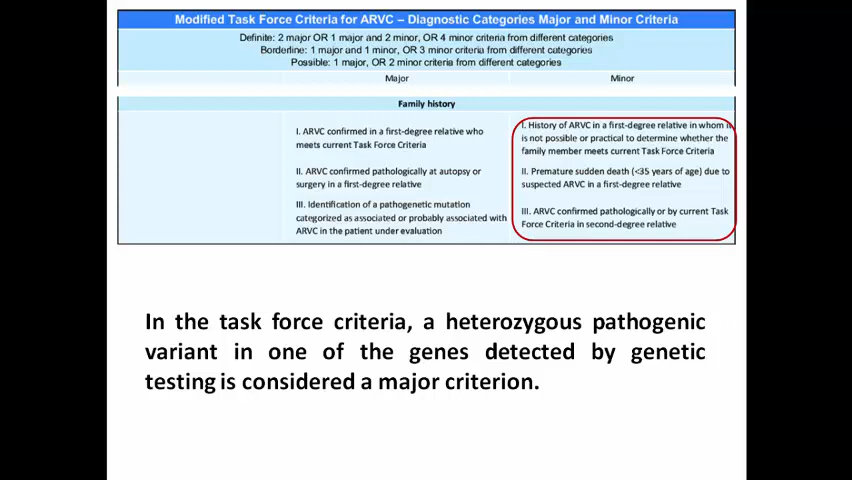 Modified Task Force Criteria for ARVC – Diagnostic Categories Major and Minor Criteria
Definite: 2 major OR 1 major and 2 minor, OR 4 minor criteria from different categories
Borderline: 1 major and 1 minor, OR 3 minor criteria from different categories
Possible: 1 major, OR 2 minor criteria from different categories
Major
Minor
Family history
I. ARVC confirmed in a first-degree relative who
meets current Task Force Criteria
II. ARVC confirmed pathologically at autopsy or
surgery in a first-degree relative
III. Identification of a pathogenetic mutation
categorized as associated or probably associated with
ARVC in the patient under evaluation
I. History of ARVC in a first-degree relative in whom
is not possible or practical to determine whether the
family member meets current Task Force Criteria
II. Premature sudden death (<35 years of age) due to
suspected ARVC in a first-degree relative
III. ARVC confirmed pathologically or by current Task
Force Criteria in second-degree relative
In the task force criteria, a heterozygous pathogenic
variant in one of the genes detected by genetic
testing is considered a major criterion.